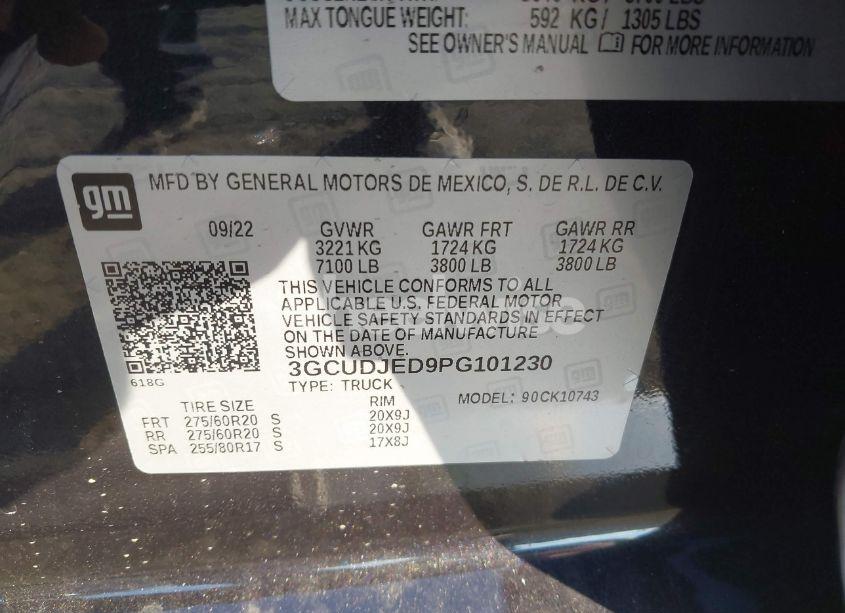 MAX TONGUE WEIGHT: 592 KG / 1305 LBS
SEE OWNER'S MANUAL FOR MORE INFORMATION
gm
MFD BY GENERAL MOTORS DE MEXICO, S. DE R.L. DE C.V.
09/22 GVWR GAWR FRT GAWR RR
3221 KG 1724 KG 1724 KG
7100 LB 3800 LB 3800 LB
THIS VEHICLE CONFORMS TO ALL
APPLICABLE U.S. FEDERAL MOTOR
VEHICLE SAFETY STANDARDS IN EFFECT
ON THE DATE OF MANUFACTURE
SHOWN ABOVE.
3GCUDJED9PG101230
618G
TYPE: TRUCK
MODEL: 90CK10743
TIRE SIZE RIM
FRT 275/60R20 S 20X9J
RR 275/60R20 S 20X9J
SPA 255/80R17 S 17X8J